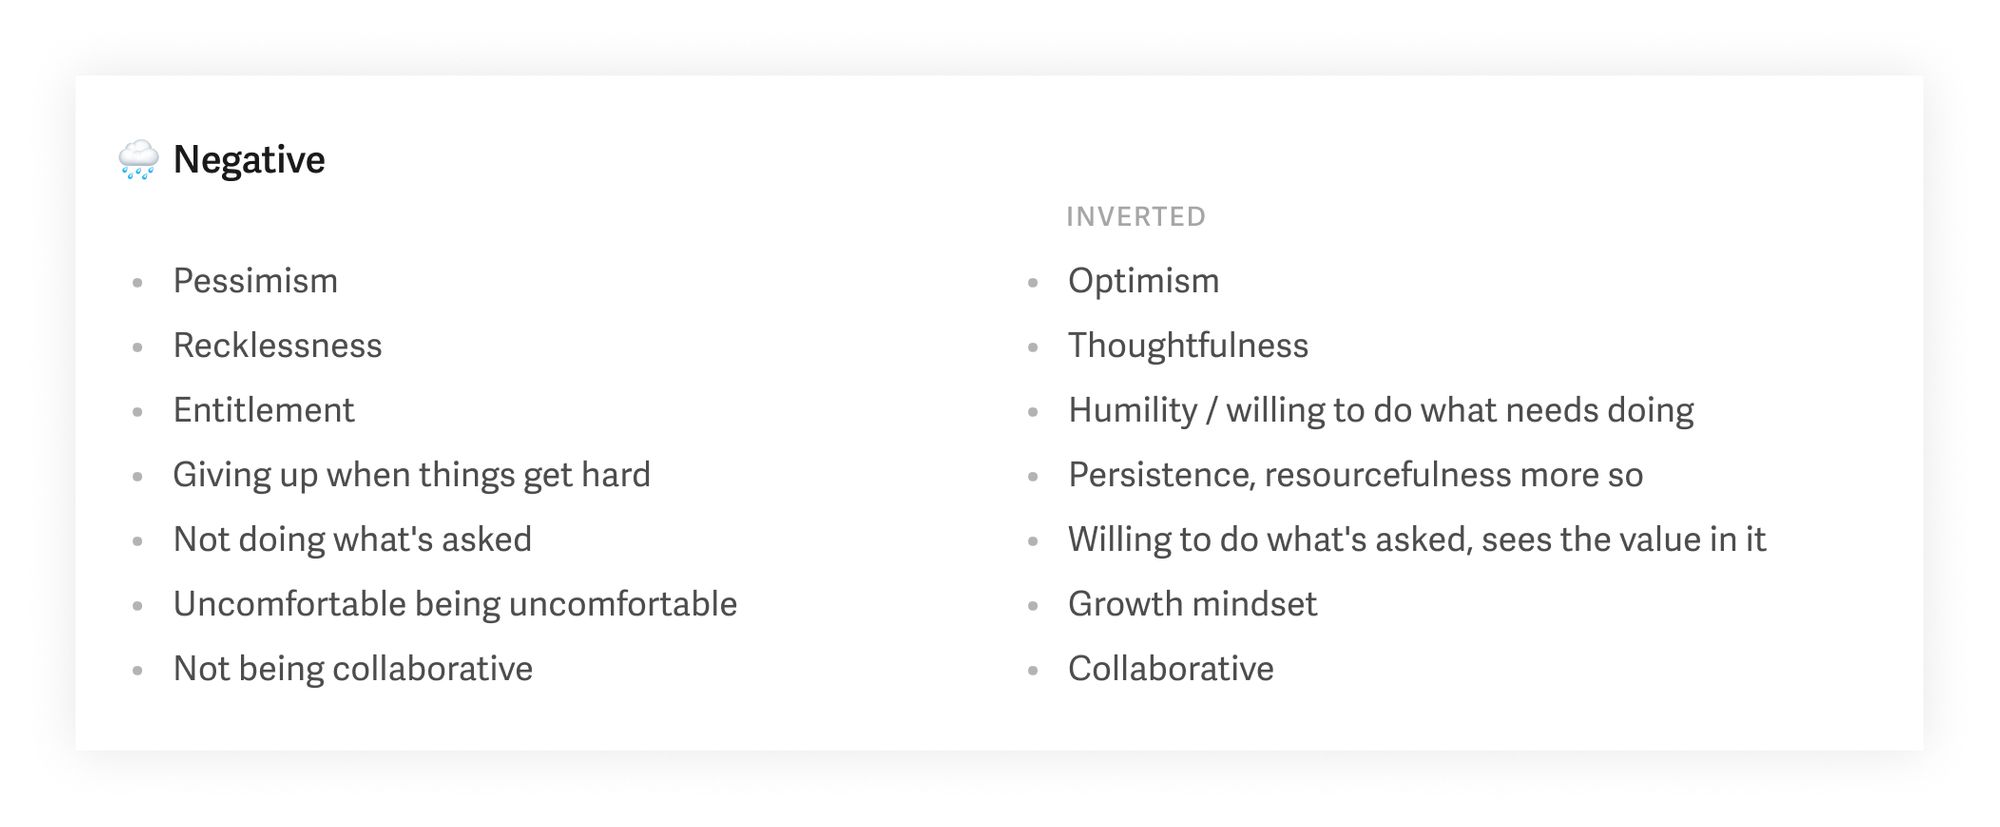 Negative
INVERTED
Pessimism
Optimism
Recklessness
Thoughtfulness
Entitlement
Humility / willing to do what needs doing
Giving up when things get hard
Persistence, resourcefulness more so
Not doing what's asked
Willing to do what's asked, sees the value in it
Uncomfortable being uncomfortable
Growth mindset
Not being collaborative
Collaborative